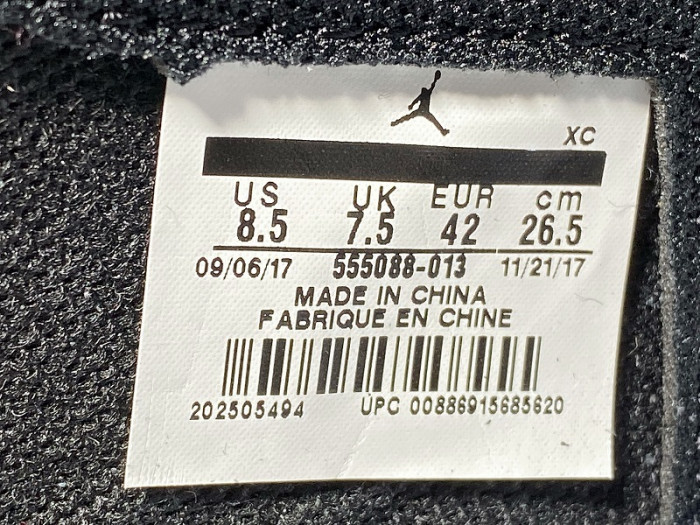 XC
US UK EUR cm
8.5 7.5 42 26.5
09/06/17 555088-013 11/21/17
MADE IN CHINA
FABRIQUE EN CHINE
202505494 UPC 00886915685620